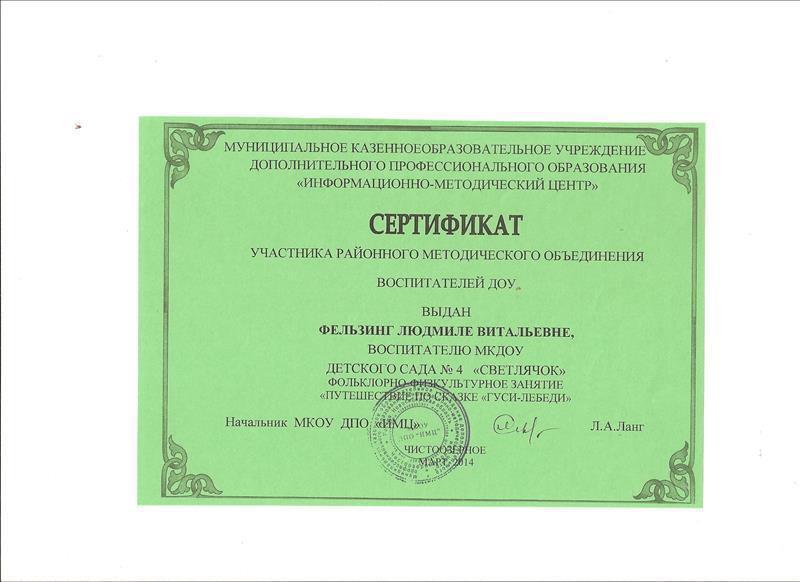 МУНИЦИПАЛЬНОЕ КАЗЕННОЕОБРАЗОВАТЕЛЬНОЕ УЧРЕЖДЕНИЕ
ДОПОЛНИТЕЛЬНОГО ПРОФЕССИОНАЛЬНОГО ОБРАЗОВАНИЯ
«ИНФОРМАЦИОННО-МЕТОДИЧЕСКИЙ ЦЕНТР»
СЕРТИФИКАТ
УЧАСТНИКА РАЙОННОГО МЕТОДИЧЕСКОГО ОБЪЕДИНЕНИЯ
ВОСПИТАТЕЛЕЙ ДОУ
ВЫДАН
ФЕЛЬЗИНГ ЛЮДМИЛЕ ВИТАЛЬЕВНЕ,
ВОСПИТАТЕЛЮ МКДОУ
ДЕТСКОГО САДА № 4 «СВЕТЛЯЧОК»
ФОЛЬКЛОРНО-ФИЗКУЛЬТУРНОЕ ЗАНЯТИЕ
«ПУТЕШЕСТВИЕ ПО СКАЗКЕ «ГУСИ-ЛЕБЕДИ»
Начальник МКОУ ДПО «ИМЦ» Л.А.Ланг
ДПО "ИМЦ"
ЧИСТООЗЕРНОЕ
МАРТ, 2014